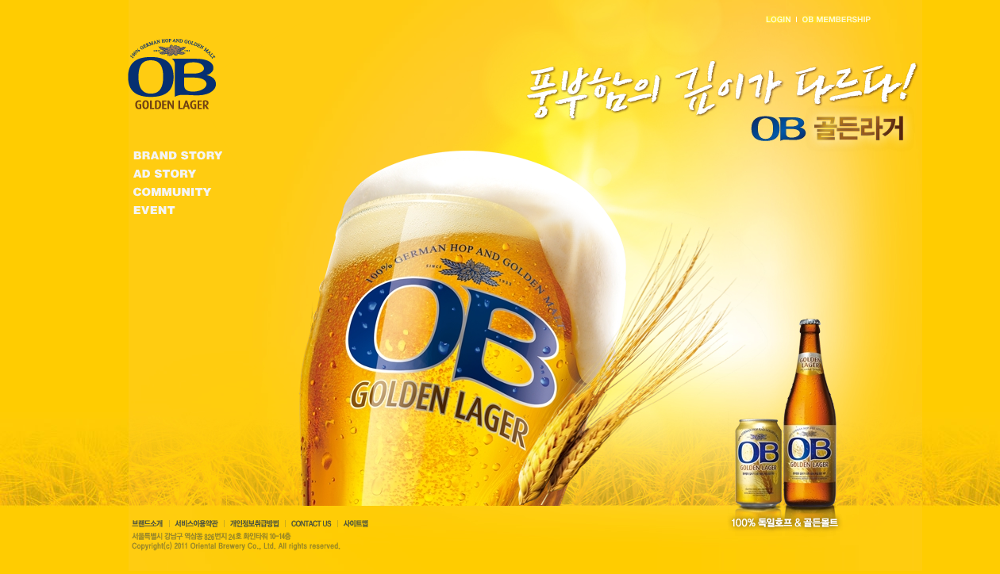 LOGIN | OB MEMBERSHIP
100% GERMAN HOP AND GOLDEN MALT
OB
GOLDEN LAGER
풍부함의 깊이가 다르다!
OB 골든라거
BRAND STORY
AD STORY
COMMUNITY
EVENT
100% GERMAN HOP AND GOLDEN MALT
SINCE 1933
OB
GOLDEN LAGER
GOLDEN
LAGER
OB
GOLDEN LAGER
OB
GOLDEN LAGER
100% 독일호프 & 골든몰트
브랜드소개 | 서비스이용약관 | 개인정보취급방법 | CONTACT US | 사이트맵
서울특별시 강남구 역삼동 826번지 24호 화인타워 10-14층
Copyright(c) 2011 Oriental Brewery Co., Ltd. All rights reserved.